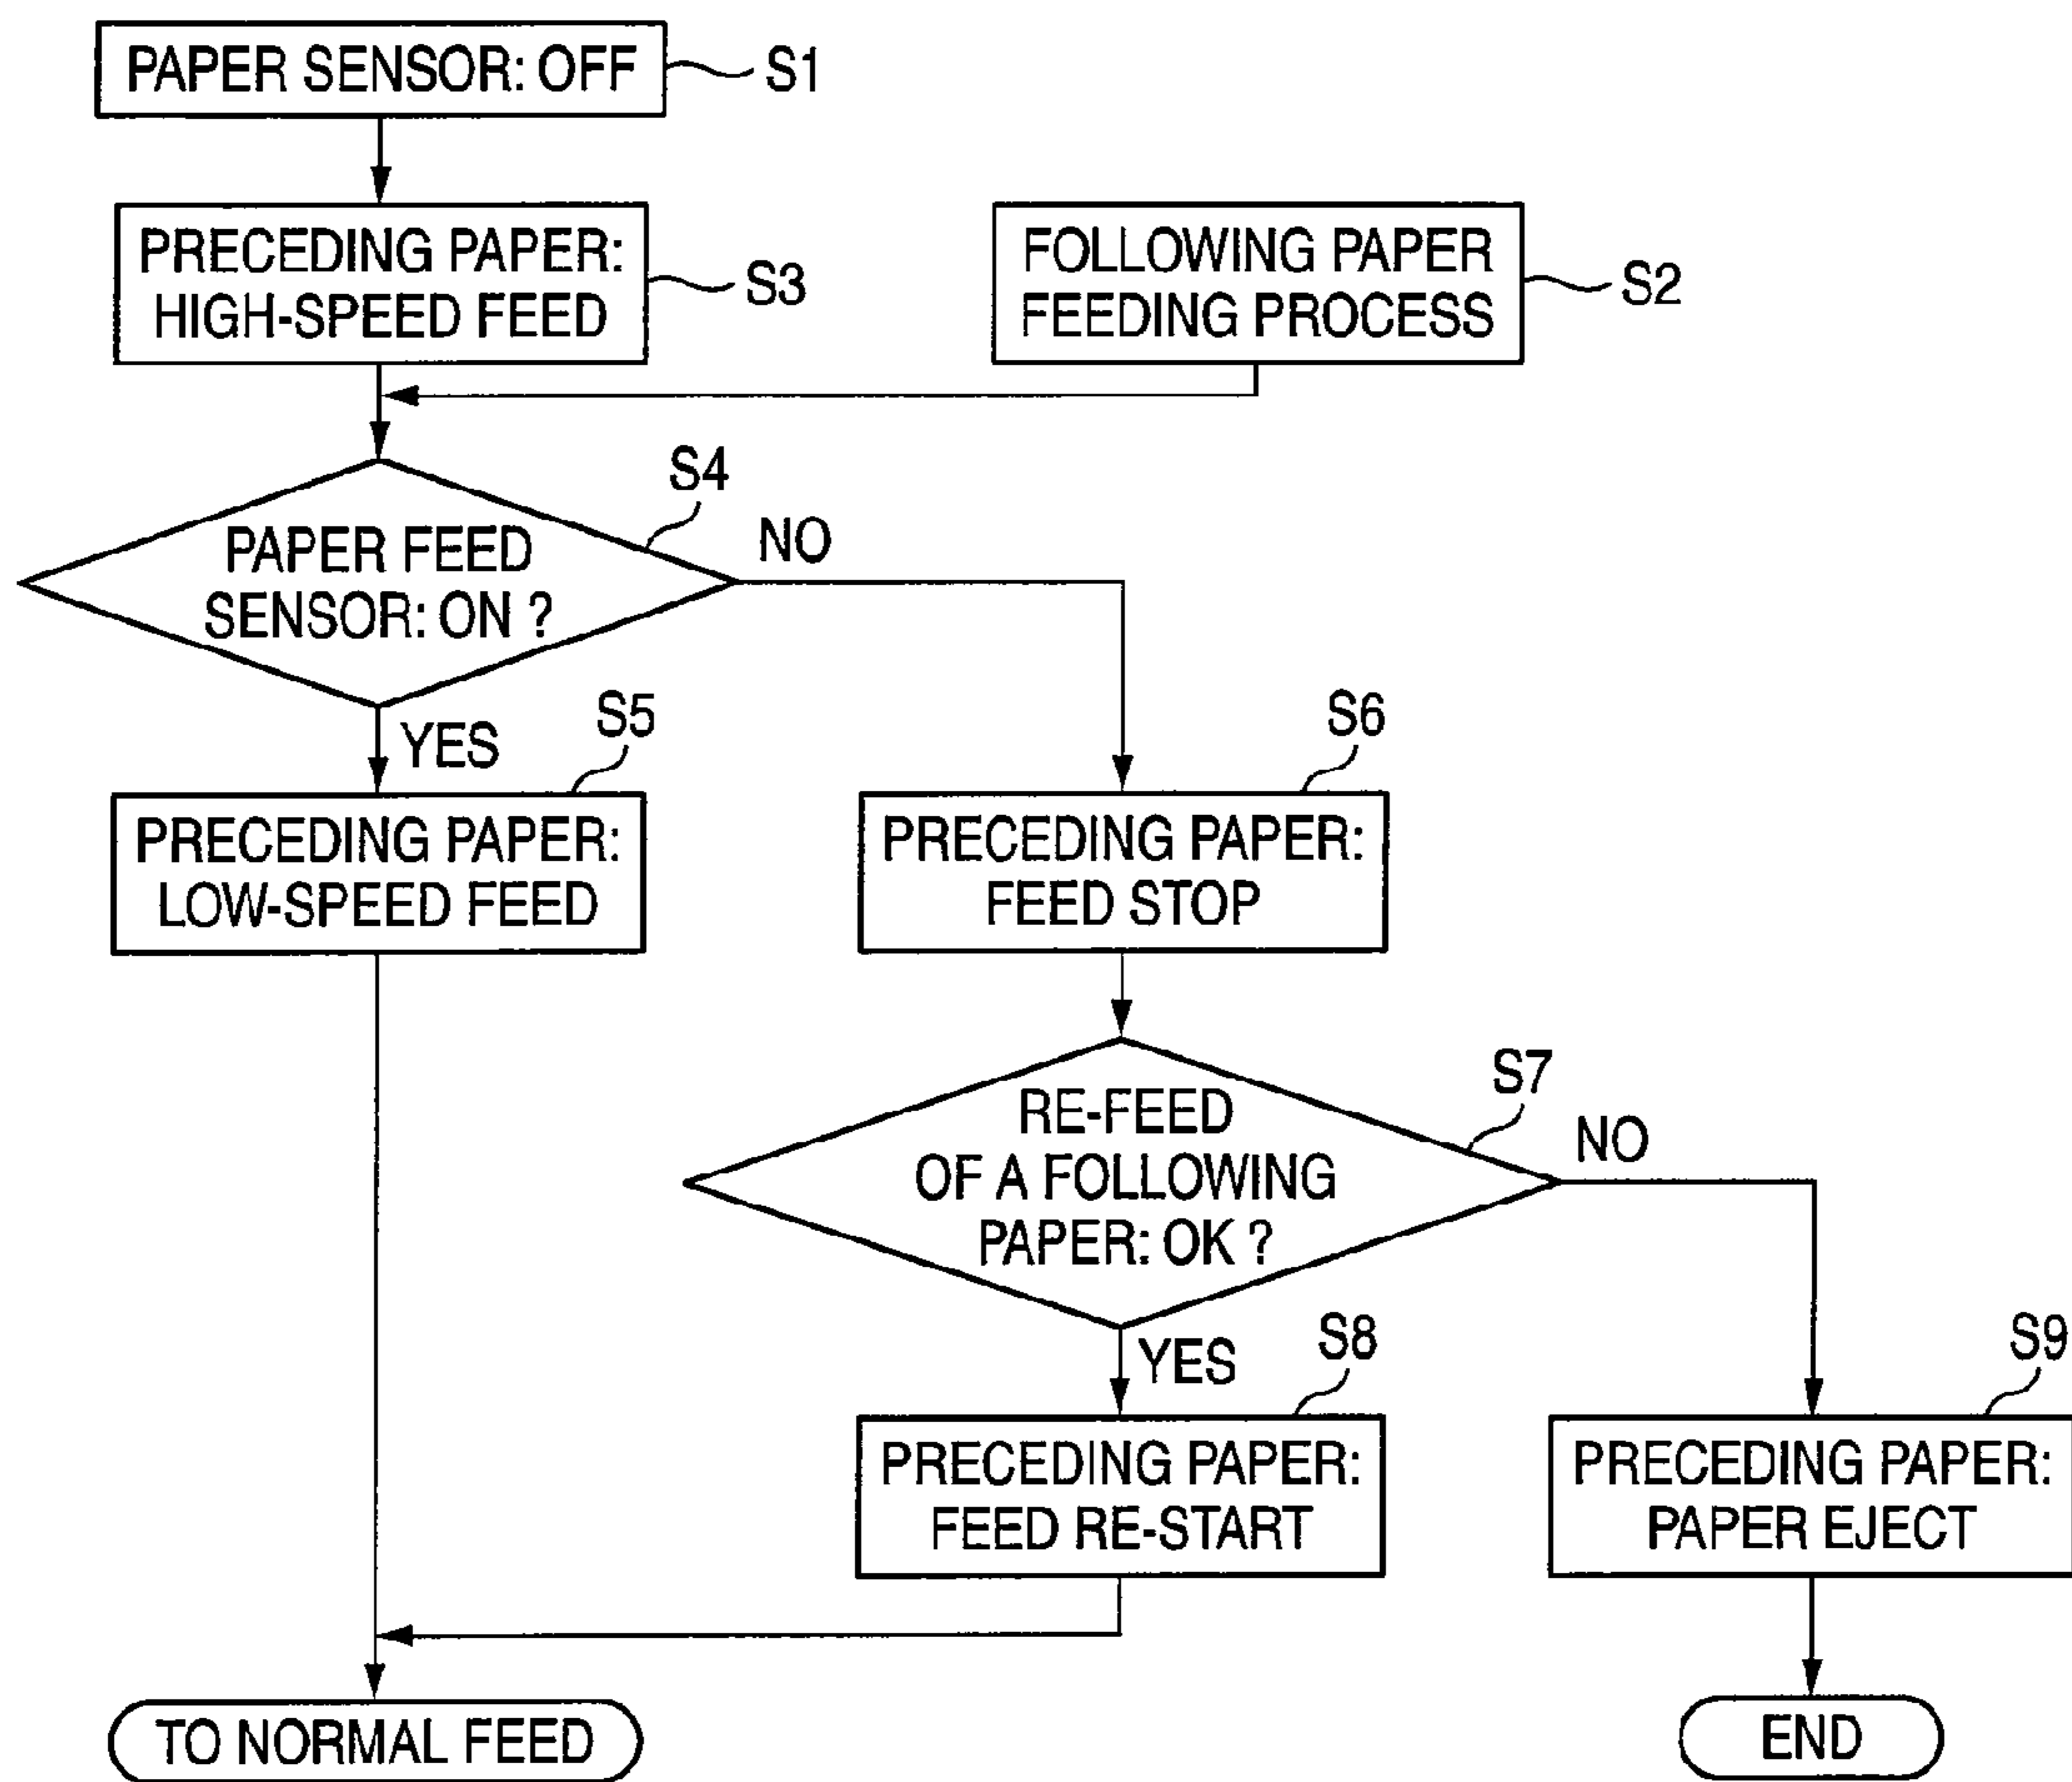 PAPER SENSOR: OFF
S1
PRECEDING PAPER:
HIGH-SPEED FEED
S3
FOLLOWING PAPER
FEEDING PROCESS
S2
S4
PAPER FEED
SENSOR: ON ?
NO
YES
S5
S6
PRECEDING PAPER:
LOW-SPEED FEED
PRECEDING PAPER:
FEED STOP
S7
RE-FEED
OF A FOLLOWING
PAPER: OK ?
NO
YES
S8
S9
PRECEDING PAPER:
FEED RE-START
PRECEDING PAPER:
PAPER EJECT
TO NORMAL FEED
END